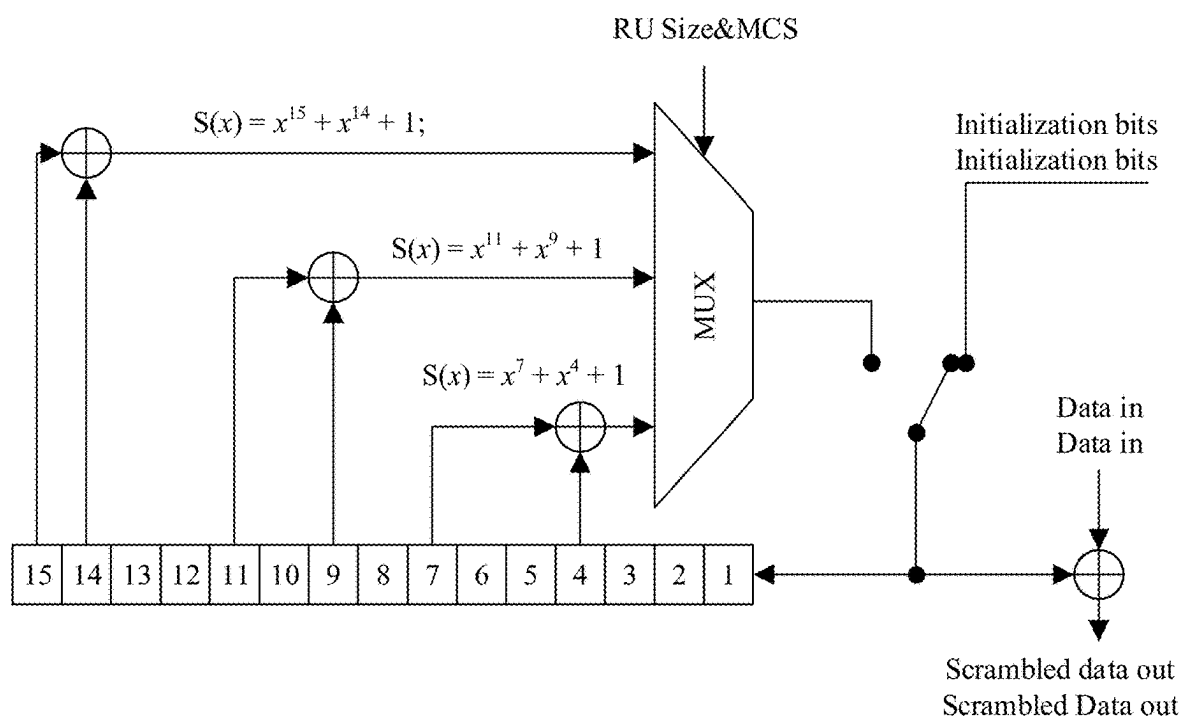 RU Size&MCS
S(x) = x^15 + x^14 + 1;
Initialization bits
Initialization bits
S(x) = x^11 + x^9 + 1
MUX
S(x) = x^7 + x^4 + 1
Data in
Data in
15 14 13 12 11 10 9 8 7 6 5 4 3 2 1
Scrambled data out
Scrambled Data out